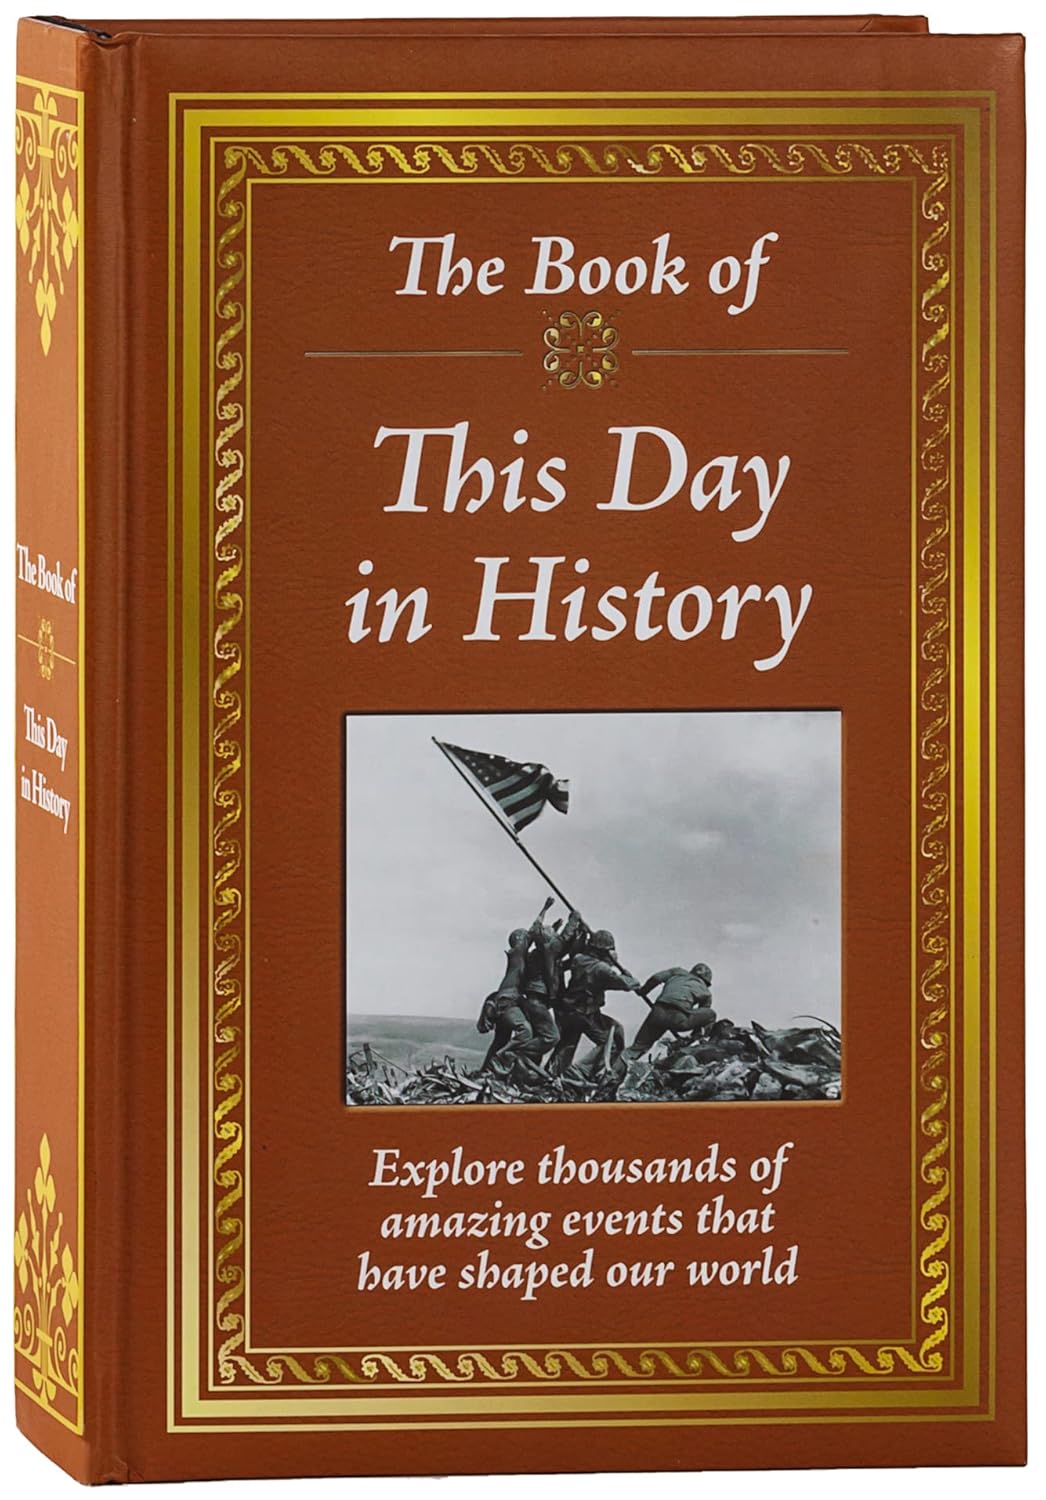 The Book of
This Day
in History
Explore thousands of
amazing events that
have shaped our world
The Book of
This Day
in History